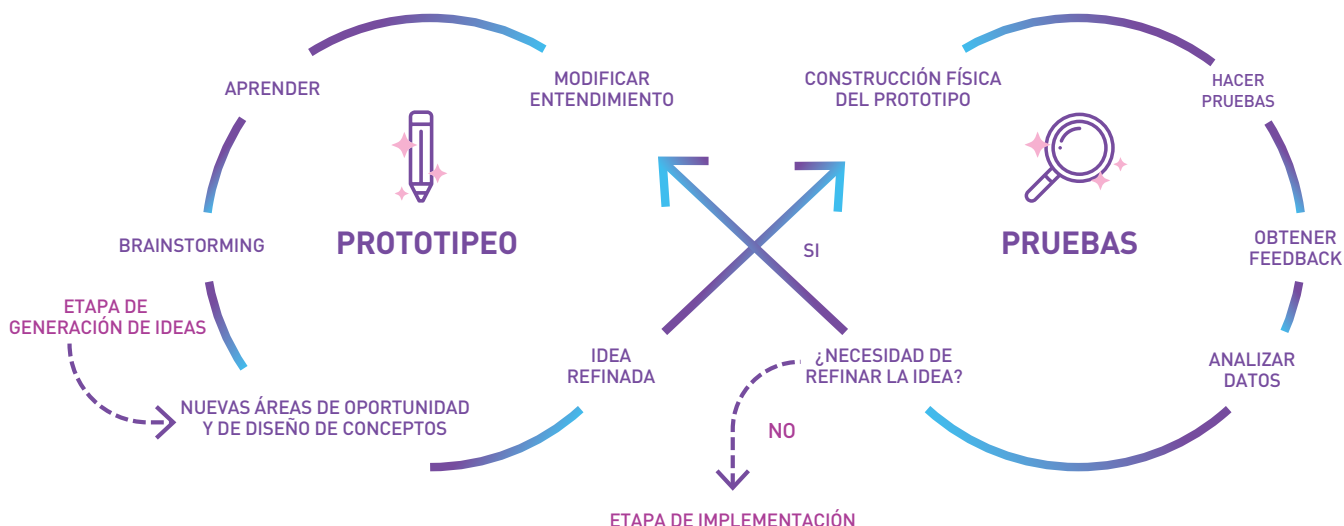 APRENDER
MODIFICAR
ENTENDIMIENTO
BRAINSTORMING
PROTOTIPEO
ETAPA DE
GENERACIÓN DE IDEAS
NUEVAS ÁREAS DE OPORTUNIDAD
Y DE DISEÑO DE CONCEPTOS
IDEA
REFINADA
CONSTRUCCIÓN FÍSICA
DEL PROTOTIPO
HACER
PRUEBAS
PRUEBAS
SI
OBTENER
FEEDBACK
ANALIZAR
DATOS
¿NECESIDAD DE
REFINAR LA IDEA?
NO
ETAPA DE IMPLEMENTACIÓN